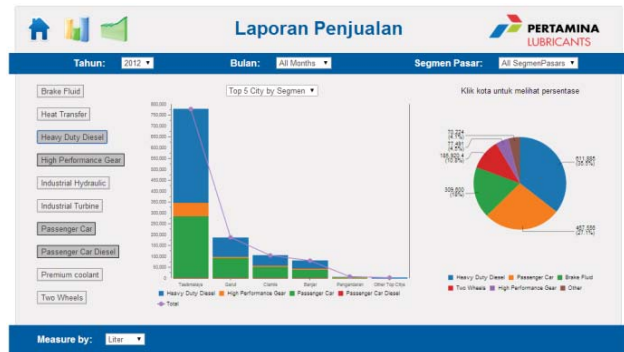 Laporan Penjualan
PERTAMINA
LUBRICANTS
Tahun: 2012 Bulan: All Months Segmen Pasar: All SegmenPasars
Brake Fluid
Heat Transfer
Heavy Duty Diesel
High Performance Gear
Industrial Hydraulic
Industrial Turbine
Passenger Car
Passenger Car Diesel
Premium coolant
Two Wheels
Top 5 City by Segmen
800,000
750,000
700,000
650,000
600,000
550,000
500,000
450,000
400,000
350,000
300,000
250,000
200,000
150,000
100,000
50,000
0
Tasikmalaya Garut Ciamis Banjar Pangandaran Other Top Citys
Heavy Duty Diesel High Performance Gear Passenger Car Passenger Car Diesel
Total
Klik kota untuk melihat persentase
Heavy Duty Diesel Passenger Car Brake Fluid
Two Wheels High Performance Gear Other
Measure by: Liter